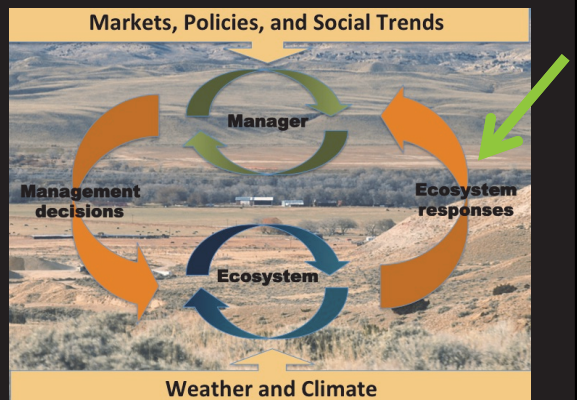 Markets, Policies, and Social Trends
Manager
Management
decisions
Ecosystem
responses
Ecosystem
Weather and Climate